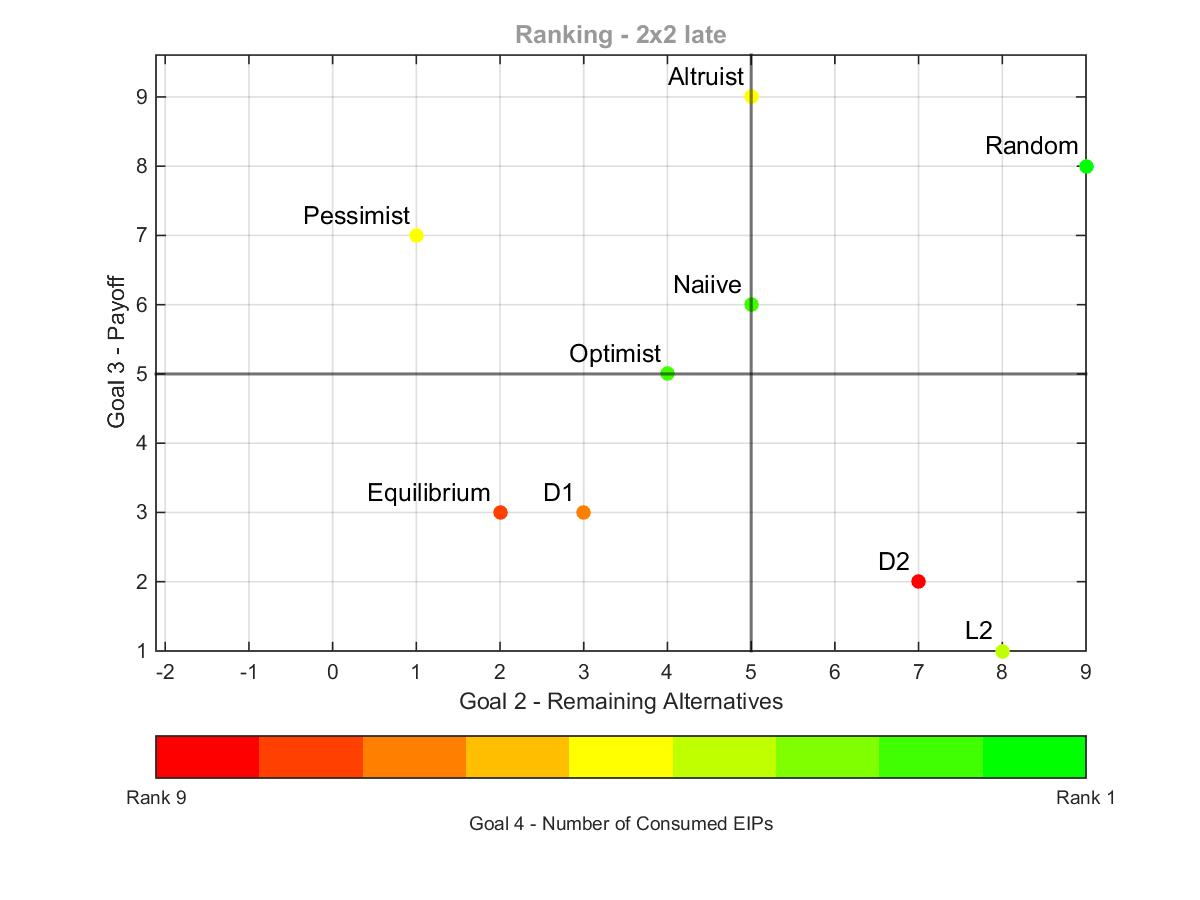 Ranking - 2x2 late
Altruist
Random
Pessimist
Naiive
Optimist
Equilibrium
D1
D2
L2
9
8
7
6
5
4
3
2
1
Goal 3 - Payoff
-2 -1 0 1 2 3 4 5 6 7 8 9
Goal 2 - Remaining Alternatives
Rank 9 Rank 1
Goal 4 - Number of Consumed EIPs